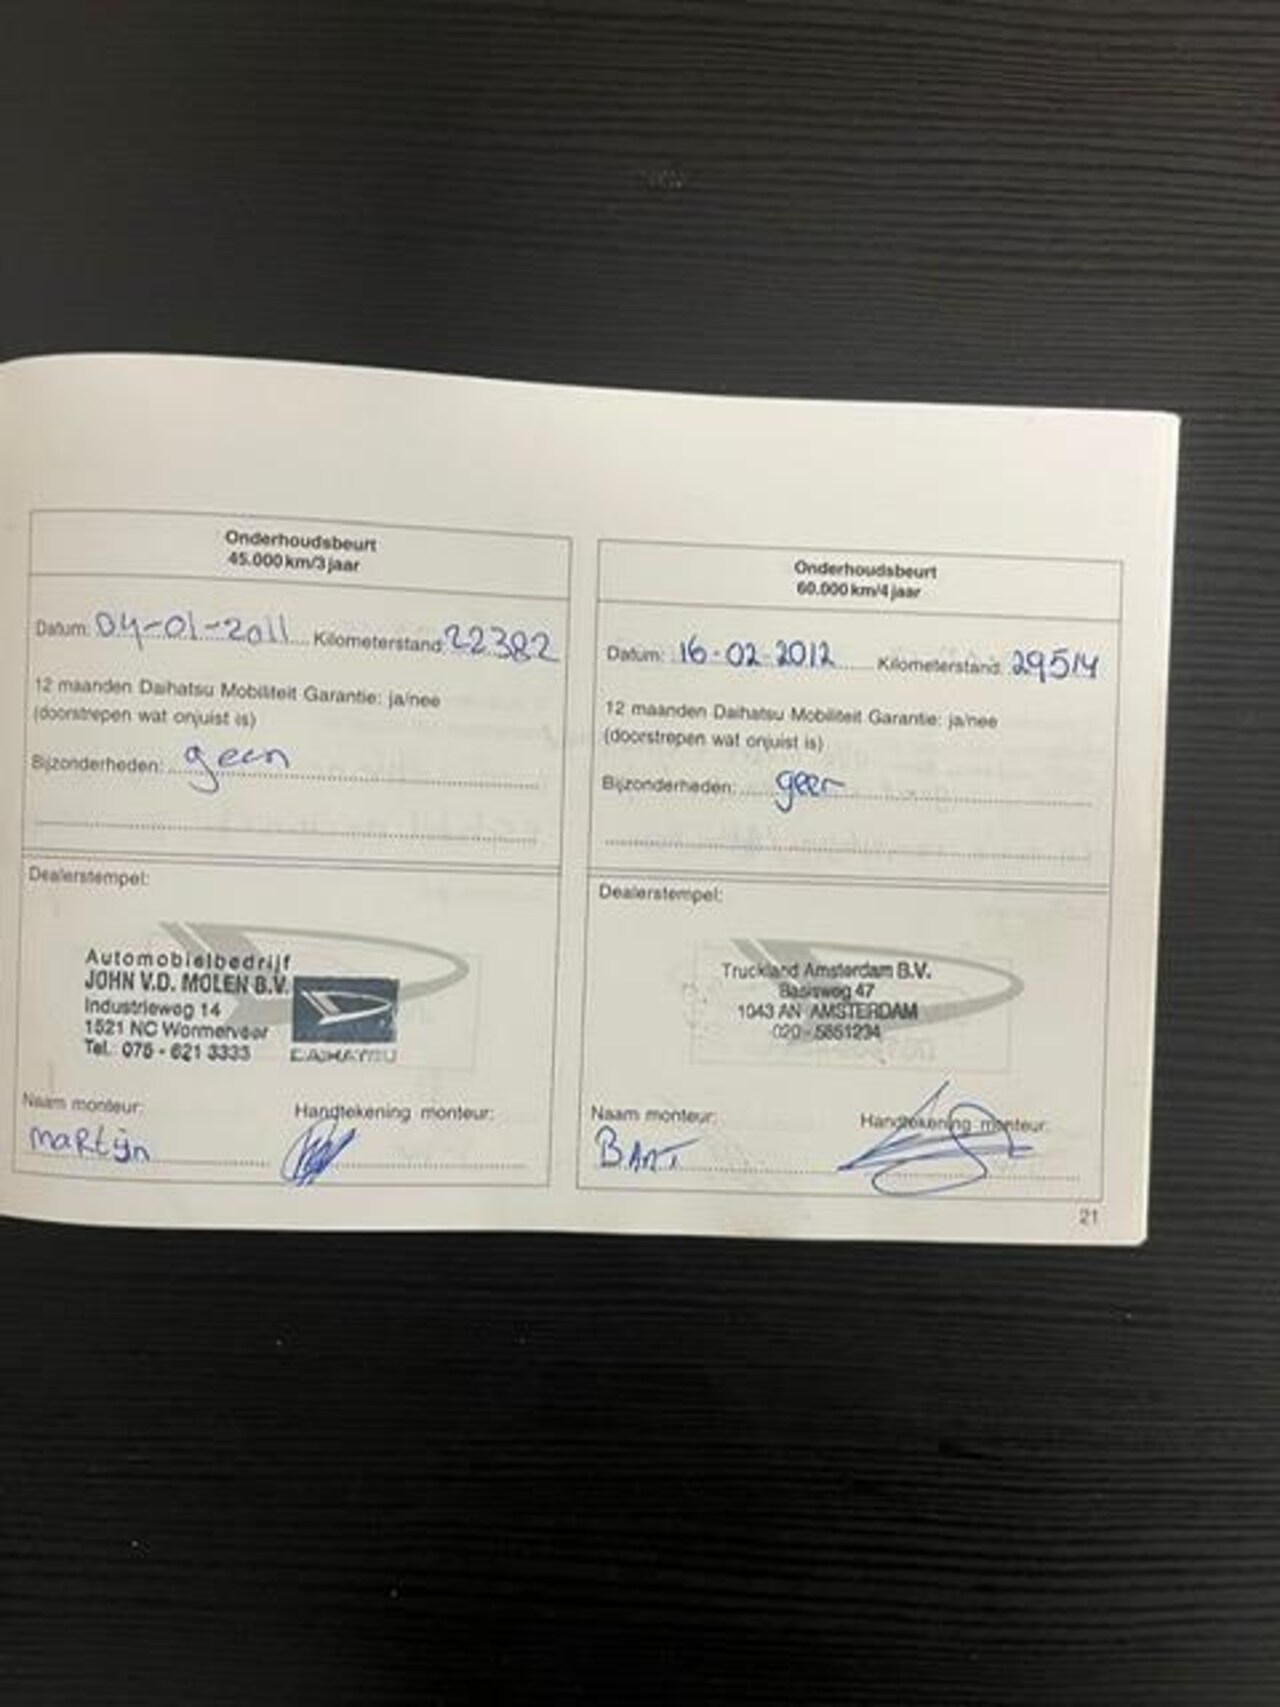 Onderhoudsbeurt
45.000 km/3 jaar
Datum: 04-01-2011 Kilometerstand: 22382
12 maanden Daihatsu Mobiliteit Garantie: ja/nee
(doorstrepen wat onjuist is)
Bijzonderheden: geen
Dealerstempel:
Automobielbedrijf
JOHN V.D. MOLEN B.V.
Industrieweg 14
1521 NC Wormerveer
Tel. 075 - 621 3333
DAIHATSU
Naam monteur: Handtekening monteur:
Martijn
Onderhoudsbeurt
60.000 km/4 jaar
Datum: 16-02-2012 Kilometerstand: 29514
12 maanden Daihatsu Mobiliteit Garantie: ja/nee
(doorstrepen wat onjuist is)
Bijzonderheden: geen
Dealerstempel:
Truckland Amsterdam B.V.
Basisweg 47
1043 AN AMSTERDAM
020 - 5851234
Naam monteur: Handtekening monteur:
BART
21